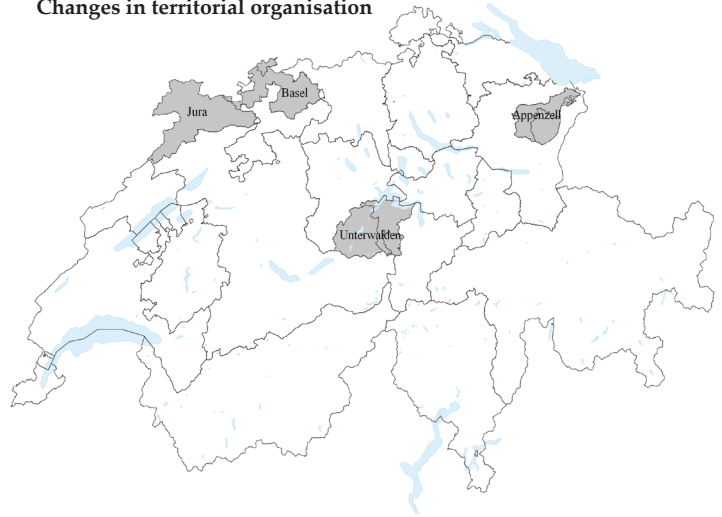 Changes in territorial organisation
Basel
Jura
Appenzell
Unterwalden